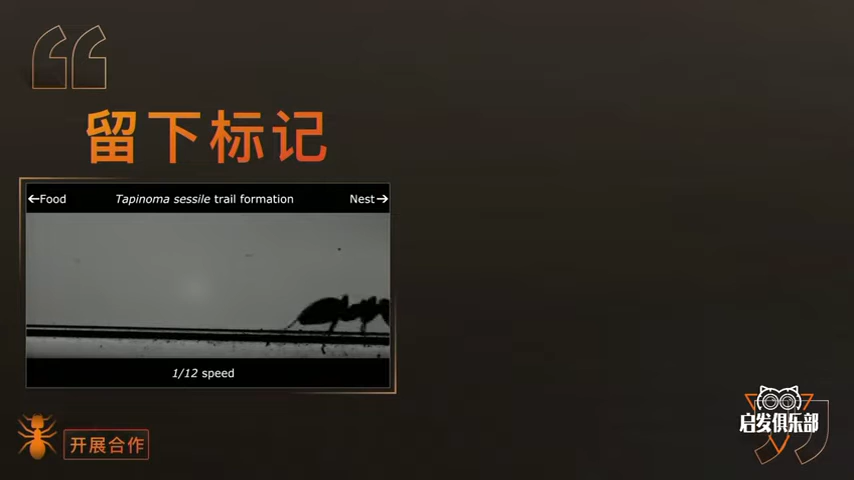 留下标记
←Food Tapinoma sessile trail formation Nest→
1/12 speed
开展合作
启发俱乐部